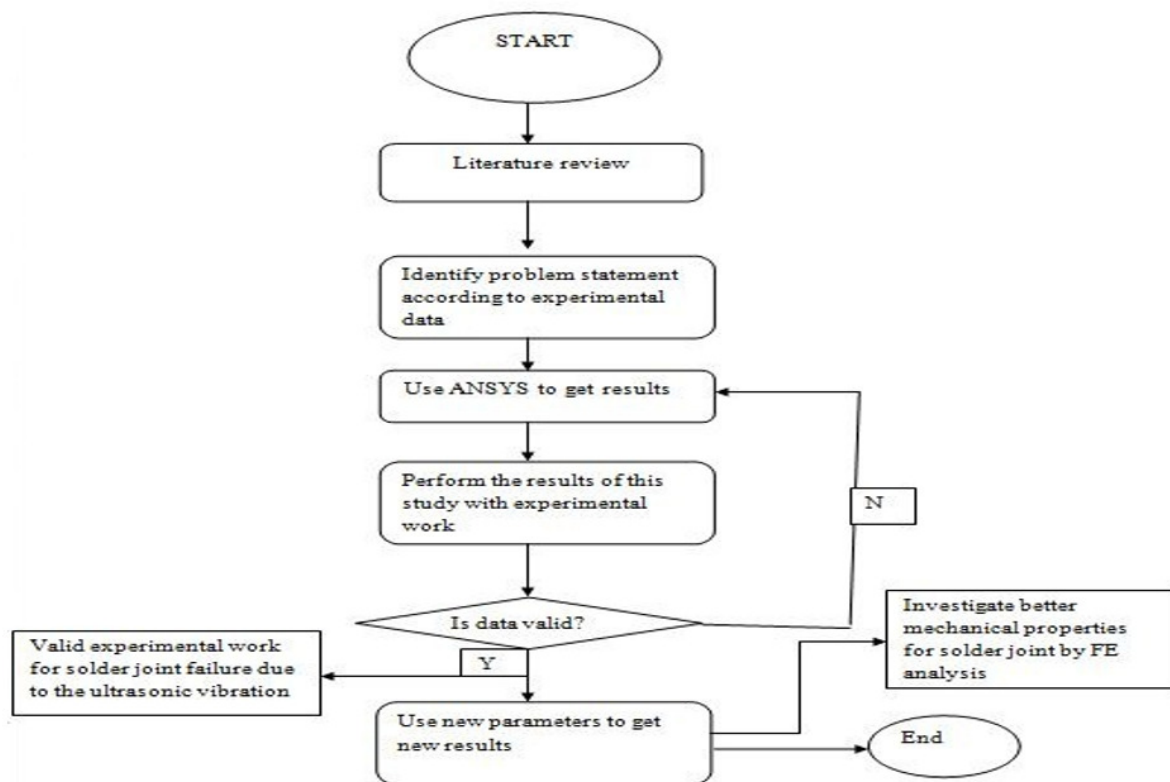 START
Literature review
Identify problem statement
according to experimental
data
Use ANSYS to get results
Perform the results of this
study with experimental
work
N
Is data valid?
Investigate better
mechanical properties
for solder joint by FE
analysis
Valid experimental work
for solder joint failure due
to the ultrasonic vibration
Y
Use new parameters to get
new results
End